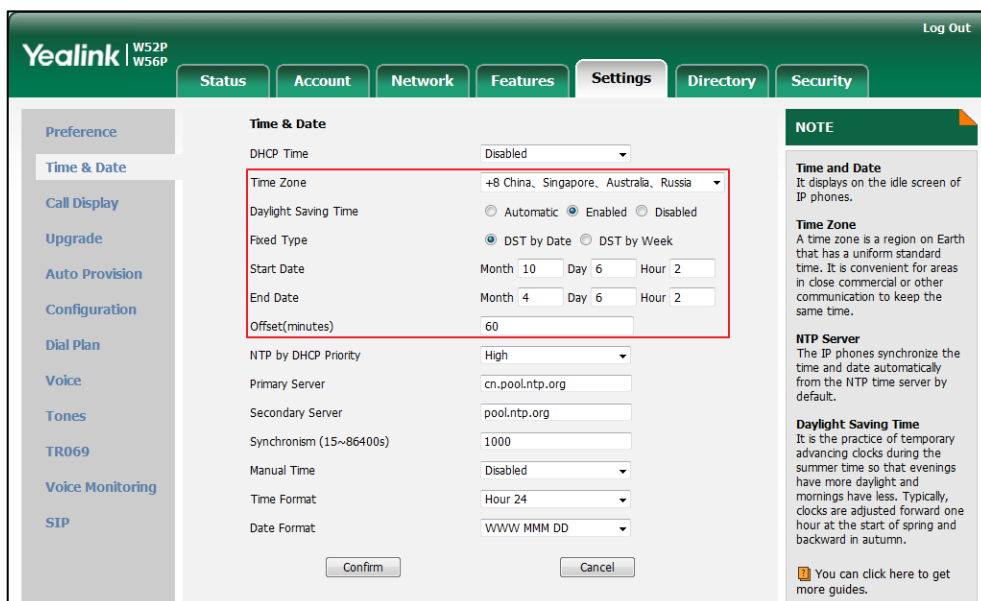 Log Out
Yealink | W52P W56P
Status Account Network Features Settings Directory Security
Preference
Time & Date
Call Display
Upgrade
Auto Provision
Configuration
Dial Plan
Voice
Tones
TR069
Voice Monitoring
SIP
Time & Date
DHCP Time Disabled
Time Zone +8 China、Singapore、Australia、Russia
Daylight Saving Time Automatic Enabled Disabled
Fixed Type DST by Date DST by Week
Start Date Month 10 Day 6 Hour 2
End Date Month 4 Day 6 Hour 2
Offset(minutes) 60
NTP by DHCP Priority High
Primary Server cn.pool.ntp.org
Secondary Server pool.ntp.org
Synchronism (15~86400s) 1000
Manual Time Disabled
Time Format Hour 24
Date Format WWW MMM DD
Confirm Cancel
NOTE
Time and Date
It displays on the idle screen of
IP phones.
Time Zone
A time zone is a region on Earth
that has a uniform standard
time. It is convenient for areas
in close commercial or other
communication to keep the
same time.
NTP Server
The IP phones synchronize the
time and date automatically
from the NTP time server by
default.
Daylight Saving Time
It is the practice of temporary
advancing clocks during the
summer time so that evenings
have more daylight and
mornings have less. Typically,
clocks are adjusted forward one
hour at the start of spring and
backward in autumn.
? You can click here to get
more guides.